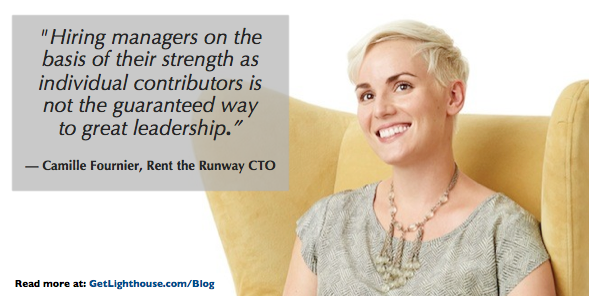 "Hiring managers on the
basis of their strength as
individual contributors is
not the guaranteed way
to great leadership.”
— Camille Fournier, Rent the Runway CTO
Read more at: GetLighthouse.com/Blog